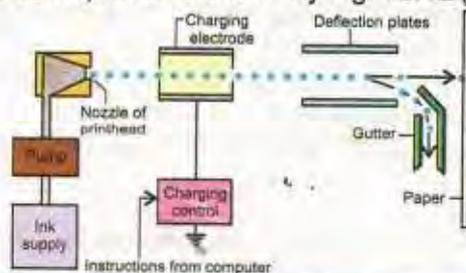 Charging
electrode
Deflection plates
Nozzle of
printhead
Gutter
Pump
Charging
control
Paper
Ink
supply
Instructions from computer